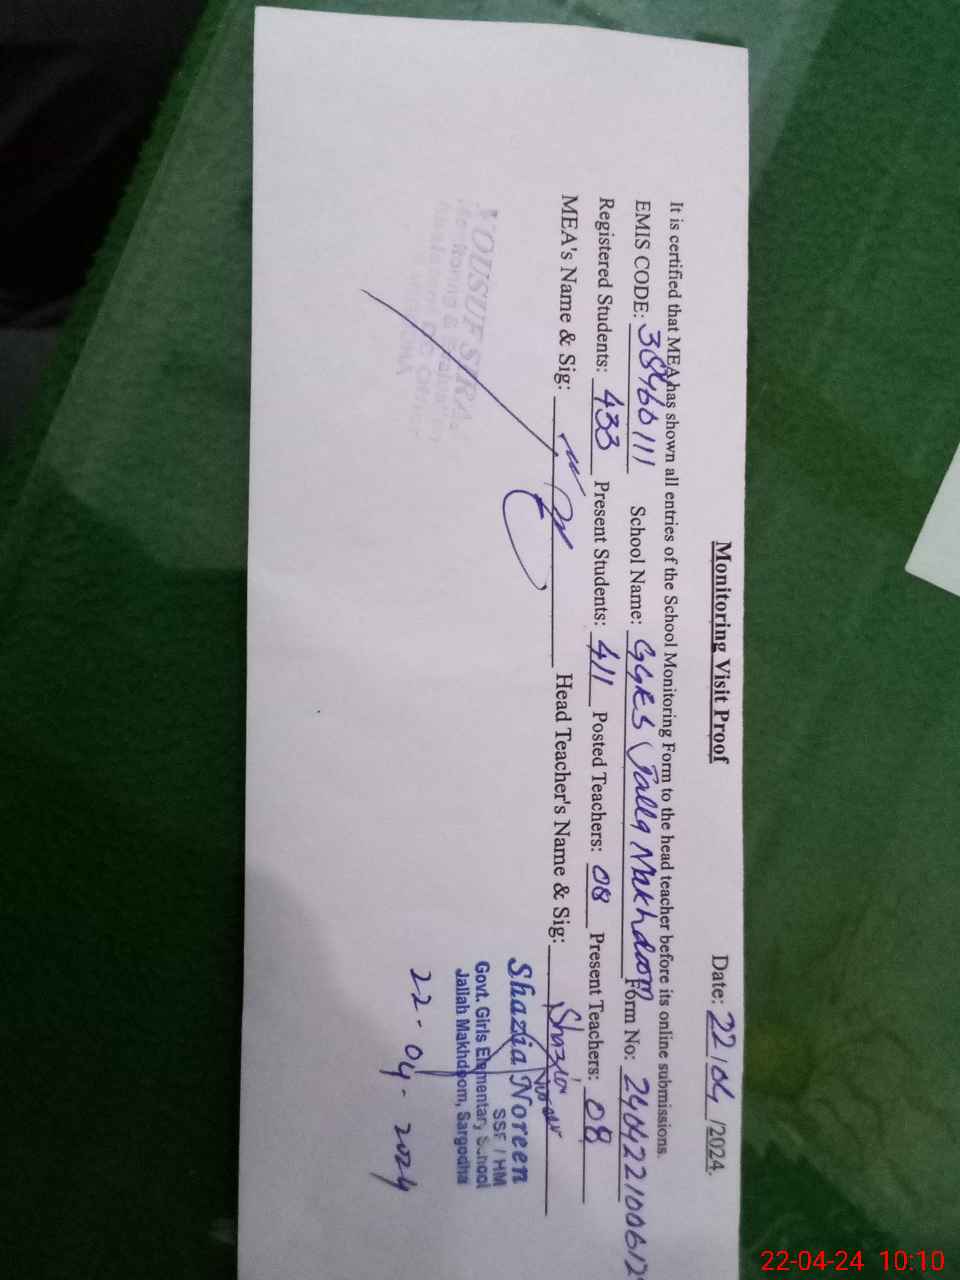 Monitoring Visit Proof
Date: 22/04/2024.
It is certified that MEA has shown all entries of the School Monitoring Form to the head teacher before its online submissions.
EMIS CODE: 38460111 School Name: GGES Jalla Makhdoom Form No: 240422100612
Registered Students: 433 Present Students: 411 Posted Teachers: 08 Present Teachers: 08
MEA's Name & Sig: Head Teacher's Name & Sig: Shazia Noreen
YOUSUF
Shazia Noreen
SSE / HM
Govt. Girls Elementary School
Jallah Makhdoom, Sargodha
22-04-2024
22-04-24 10:10